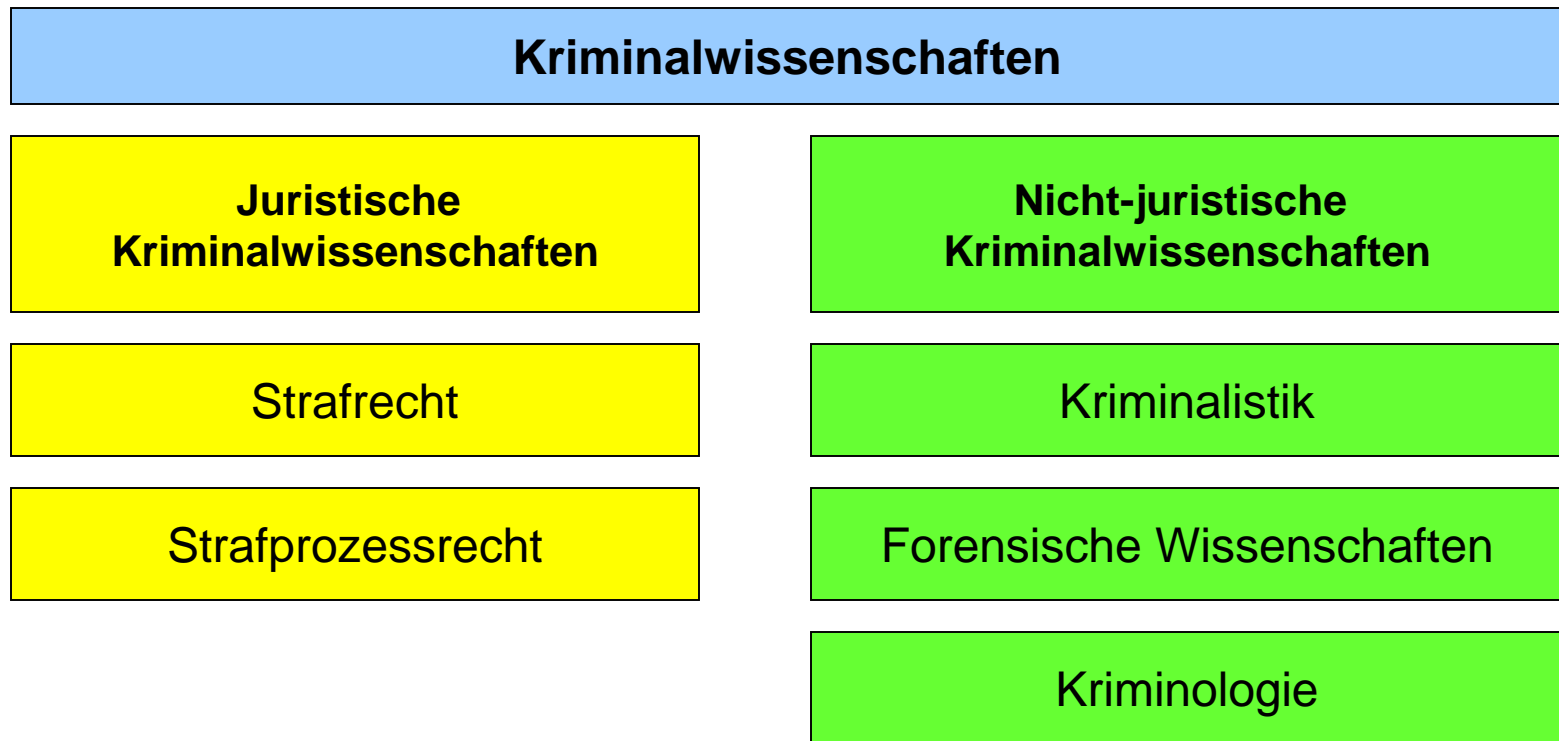 Kriminalwissenschaften
Juristische
Kriminalwissenschaften
Nicht-juristische
Kriminalwissenschaften
Strafrecht
Kriminalistik
Strafprozessrecht
Forensische Wissenschaften
Kriminologie